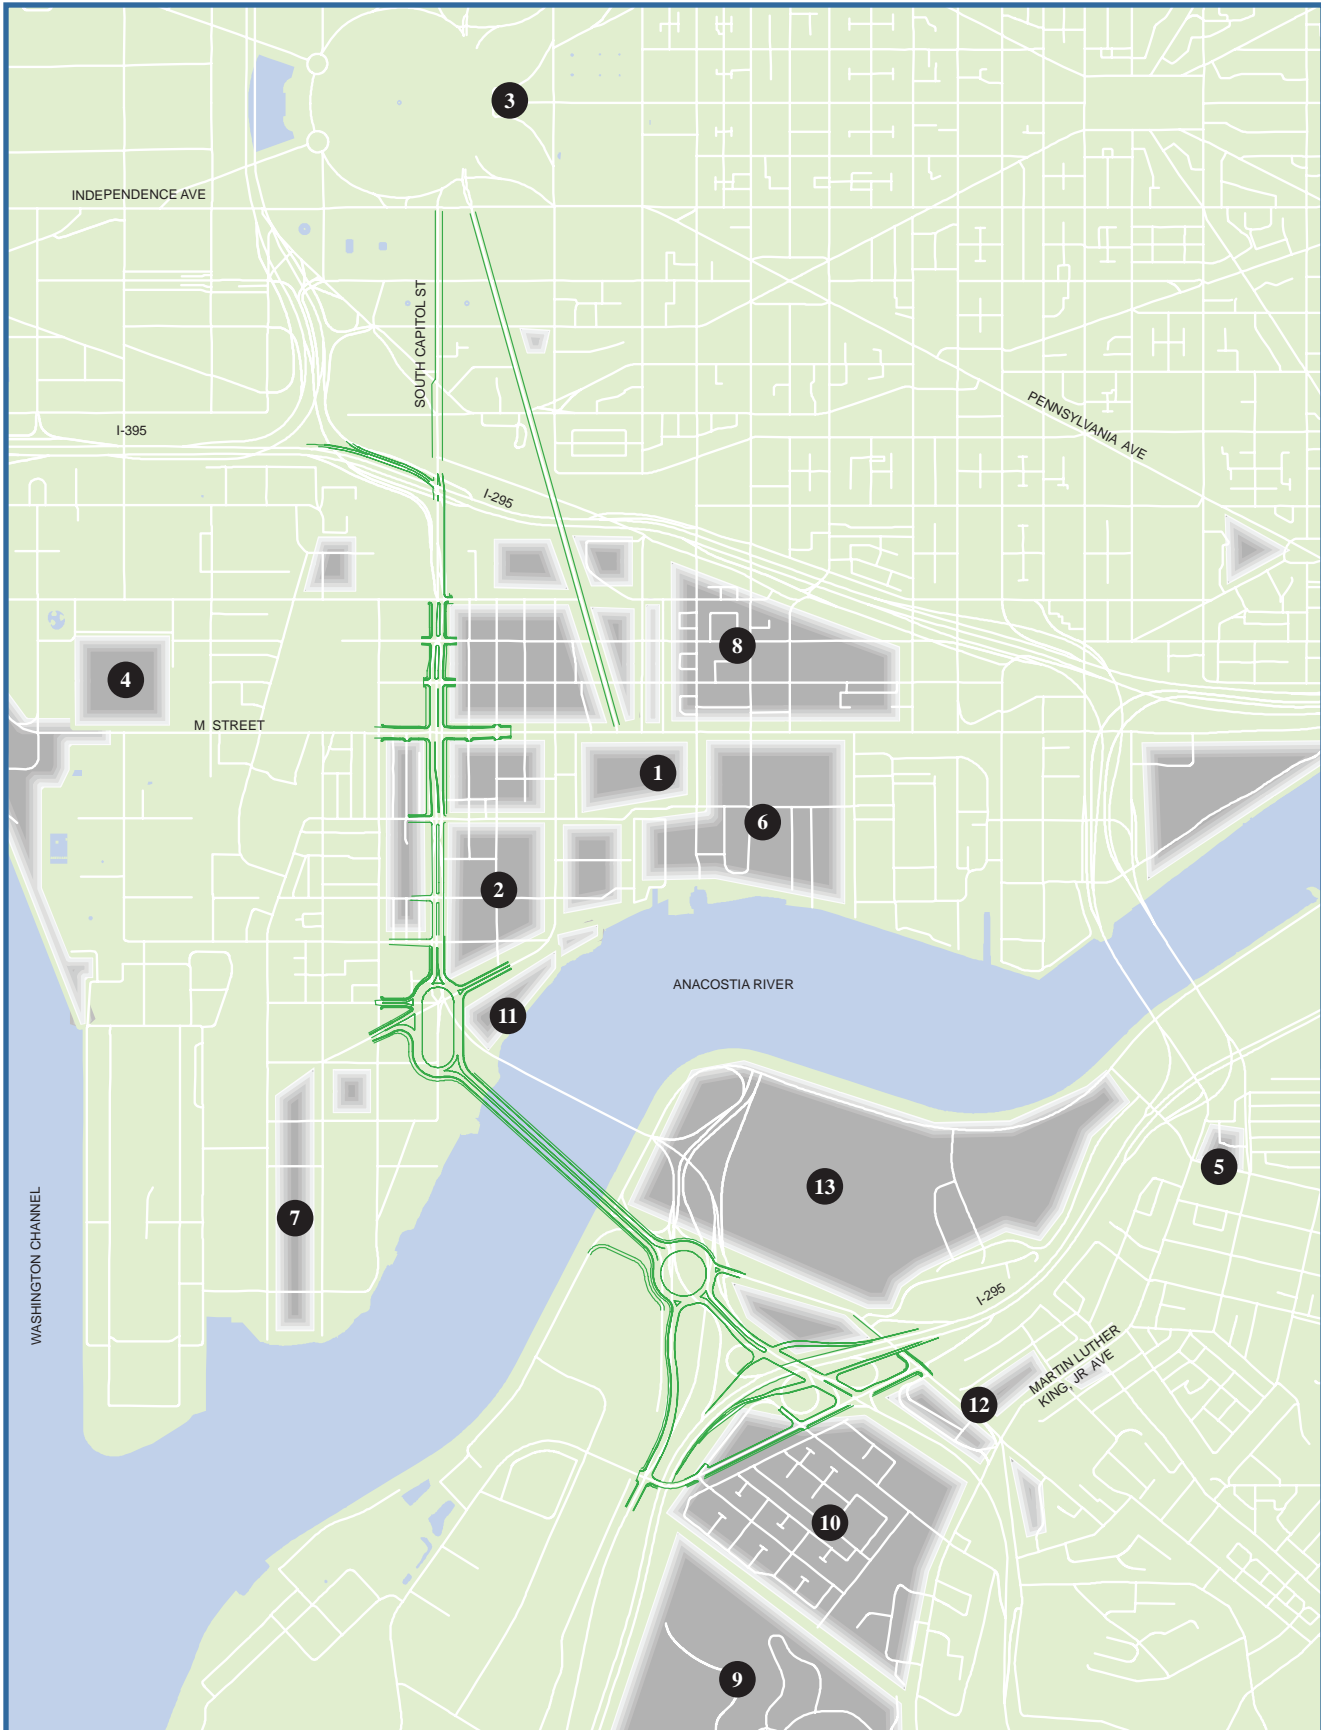 3
INDEPENDENCE AVE
SOUTH CAPITOL ST
PENNSYLVANIA AVE
I-395
I-295
8
4
M STREET
1
6
2
ANACOSTIA RIVER
11
5
13
7
WASHINGTON CHANNEL
I-295
MARTIN LUTHER
KING, JR AVE
12
10
9